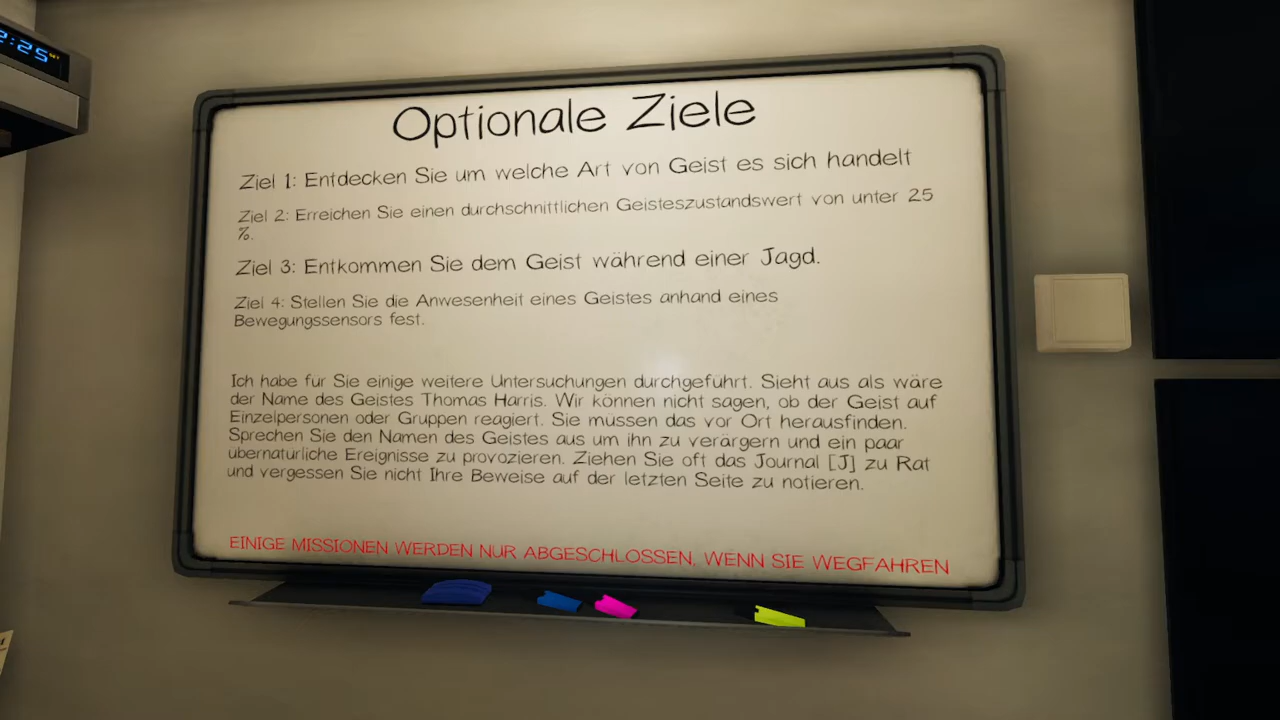 2:25
Optionale Ziele
Ziel 1: Entdecken Sie um welche Art von Geist es sich handelt
Ziel 2: Erreichen Sie einen durchschnittlichen Geisteszustandswert von unter 25
%.
Ziel 3: Entkommen Sie dem Geist während einer Jagd.
Ziel 4: Stellen Sie die Anwesenheit eines Geistes anhand eines
Bewegungssensors fest.
Ich habe für Sie einige weitere Untersuchungen durchgeführt. Sieht aus als wäre
der Name des Geistes Thomas Harris. Wir können nicht sagen, ob der Geist auf
Einzelpersonen oder Gruppen reagiert. Sie müssen das vor Ort herausfinden.
Sprechen Sie den Namen des Geistes aus um ihn zu verärgern und ein paar
übernatürliche Ereignisse zu provozieren. Ziehen Sie oft das Journal [J] zu Rat
und vergessen Sie nicht Ihre Beweise auf der letzten Seite zu notieren.
EINIGE MISSIONEN WERDEN NUR ABGESCHLOSSEN, WENN SIE WEGFAHREN